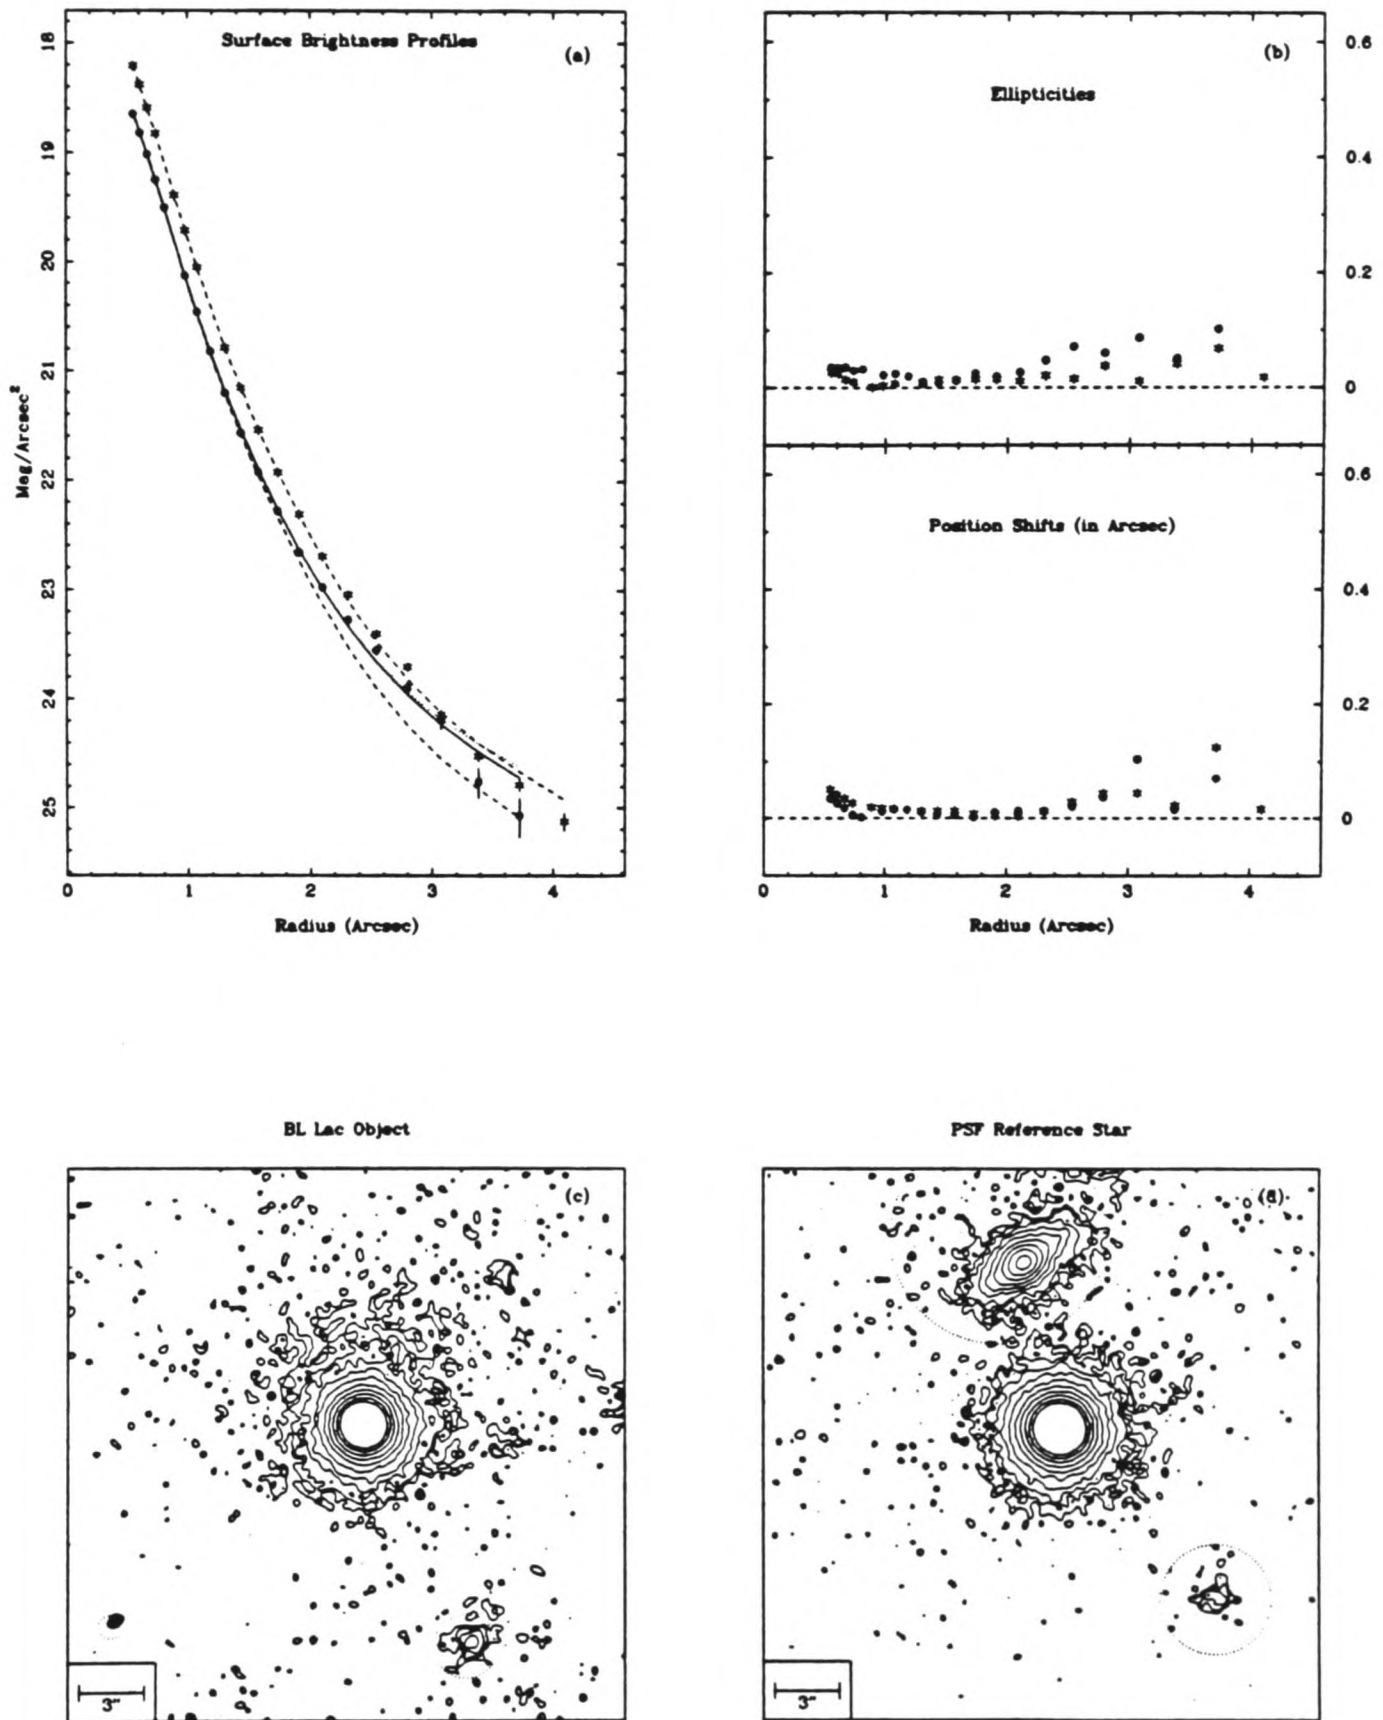 Surface Brightness Profiles
(a)
18
19
20
21
22
23
24
25
Mag/Arcsec²
0 1 2 3 4
Radius (Arcsec)
(b)
Ellipticities
0.6
0.4
0.2
0
Position Shifts (in Arcsec)
0.6
0.4
0.2
0
0 1 2 3 4
Radius (Arcsec)
BL Lac Object
(c)
3"
PSF Reference Star
(d)
3"